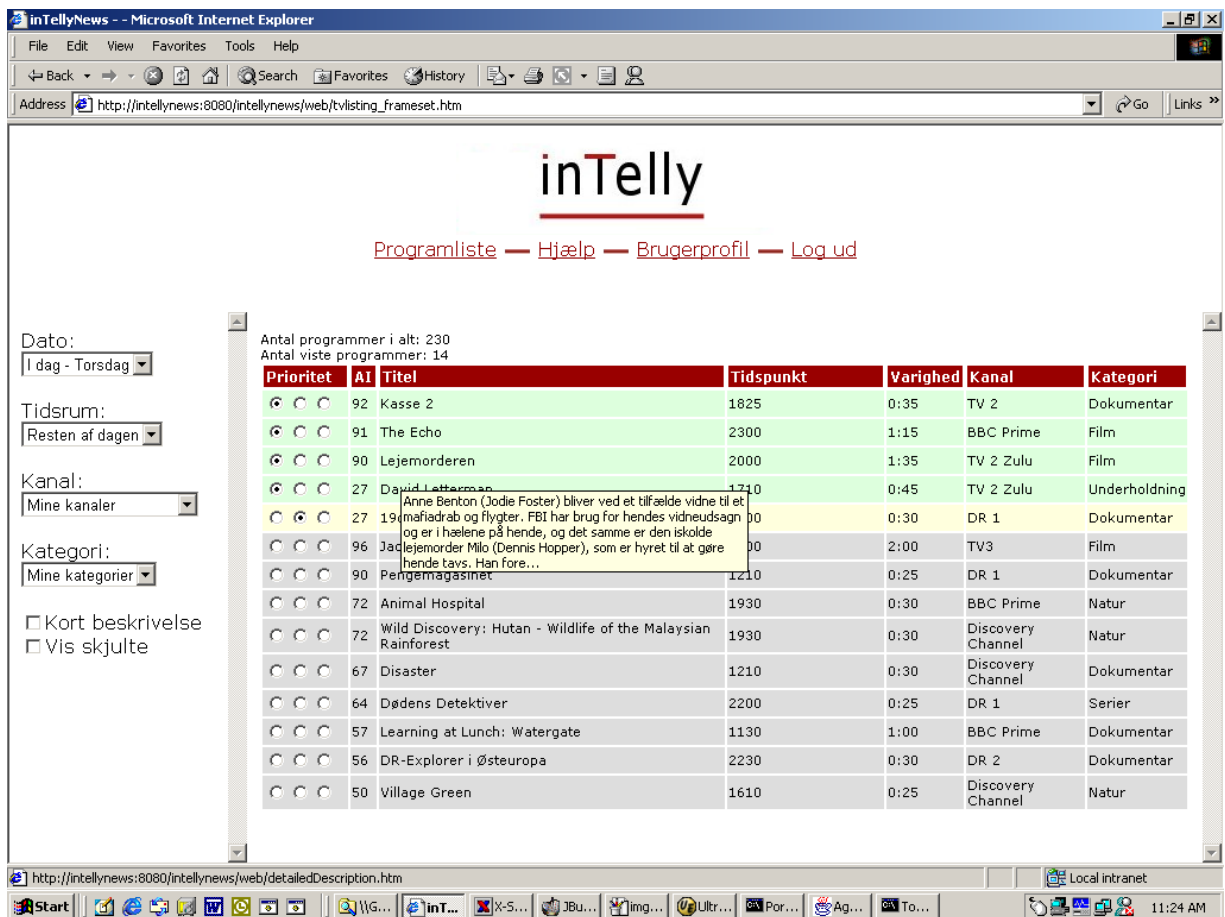 inTellyNews - - Microsoft Internet Explorer
File Edit View Favorites Tools Help
Back Search Favorites History
Address http://intellynews:8080/intellynews/web/tvlisting_frameset.htm Go Links »
inTelly
Programliste — Hjælp — Brugerprofil — Log ud
Dato:
I dag - Torsdag
Tidsrum:
Resten af dagen
Kanal:
Mine kanaler
Kategori:
Mine kategorier
Kort beskrivelse
Vis skjulte
Antal programmer i alt: 230
Antal viste programmer: 14
Prioritet AI Titel Tidspunkt Varighed Kanal Kategori
92 Kasse 2 1825 0:35 TV 2 Dokumentar
91 The Echo 2300 1:15 BBC Prime Film
90 Lejemorderen 2000 1:35 TV 2 Zulu Film
27 David Letterman 1710 0:45 TV 2 Zulu Underholdning
27 0:30 DR 1 Dokumentar
96 2:00 TV3 Film
90 Pengemagasinet 1210 0:25 DR 1 Dokumentar
Anne Benton (Jodie Foster) bliver ved et tilfælde vidne til et
mafiadrab og flygter. FBI har brug for hendes vidneudsagn
og er i hælene på hende, og det samme er den iskolde
lejemorder Milo (Dennis Hopper), som er hyret til at gøre
hende tavs. Han fore...
72 Animal Hospital 1930 0:30 BBC Prime Natur
72 Wild Discovery: Hutan - Wildlife of the Malaysian
Rainforest 1930 0:30 Discovery
Channel Natur
67 Disaster 1210 0:30 Discovery
Channel Dokumentar
64 Dødens Detektiver 2200 0:25 DR 1 Serier
57 Learning at Lunch: Watergate 1130 1:00 BBC Prime Dokumentar
56 DR-Explorer i Østeuropa 2230 0:30 DR 2 Dokumentar
50 Village Green 1610 0:25 Discovery
Channel Natur
http://intellynews:8080/intellynews/web/detailedDescription.htm Local intranet
Start \\G... inT... X-S... JBu... img... Ultr... Por... Ag... To... 11:24 AM